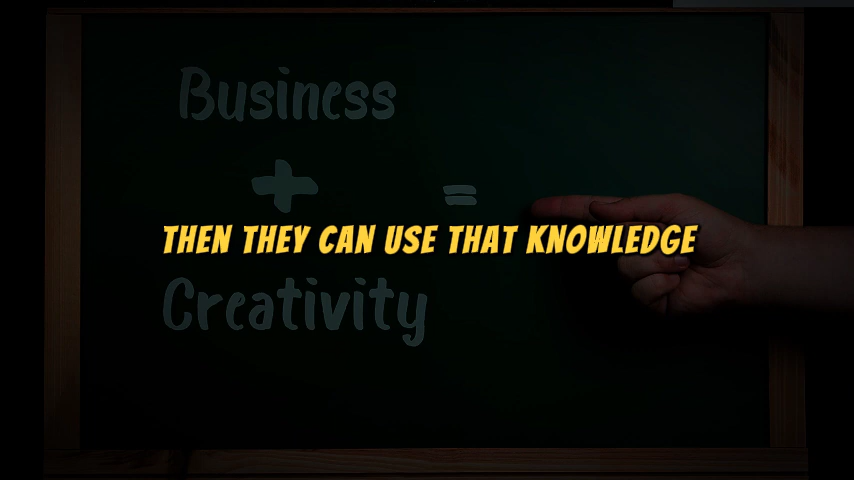 Business
+ =
THEN THEY CAN USE THAT KNOWLEDGE
Creativity